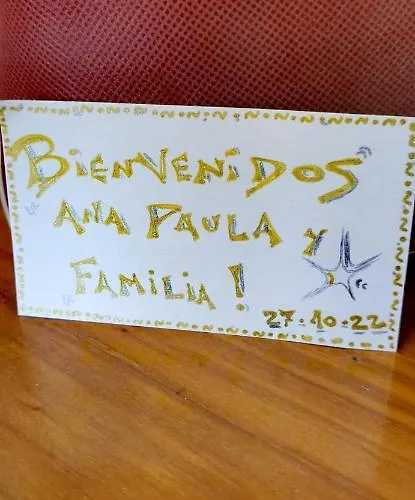 BIENVENIDOS
ANA PAULA Y
FAMILIA!
27.10.22